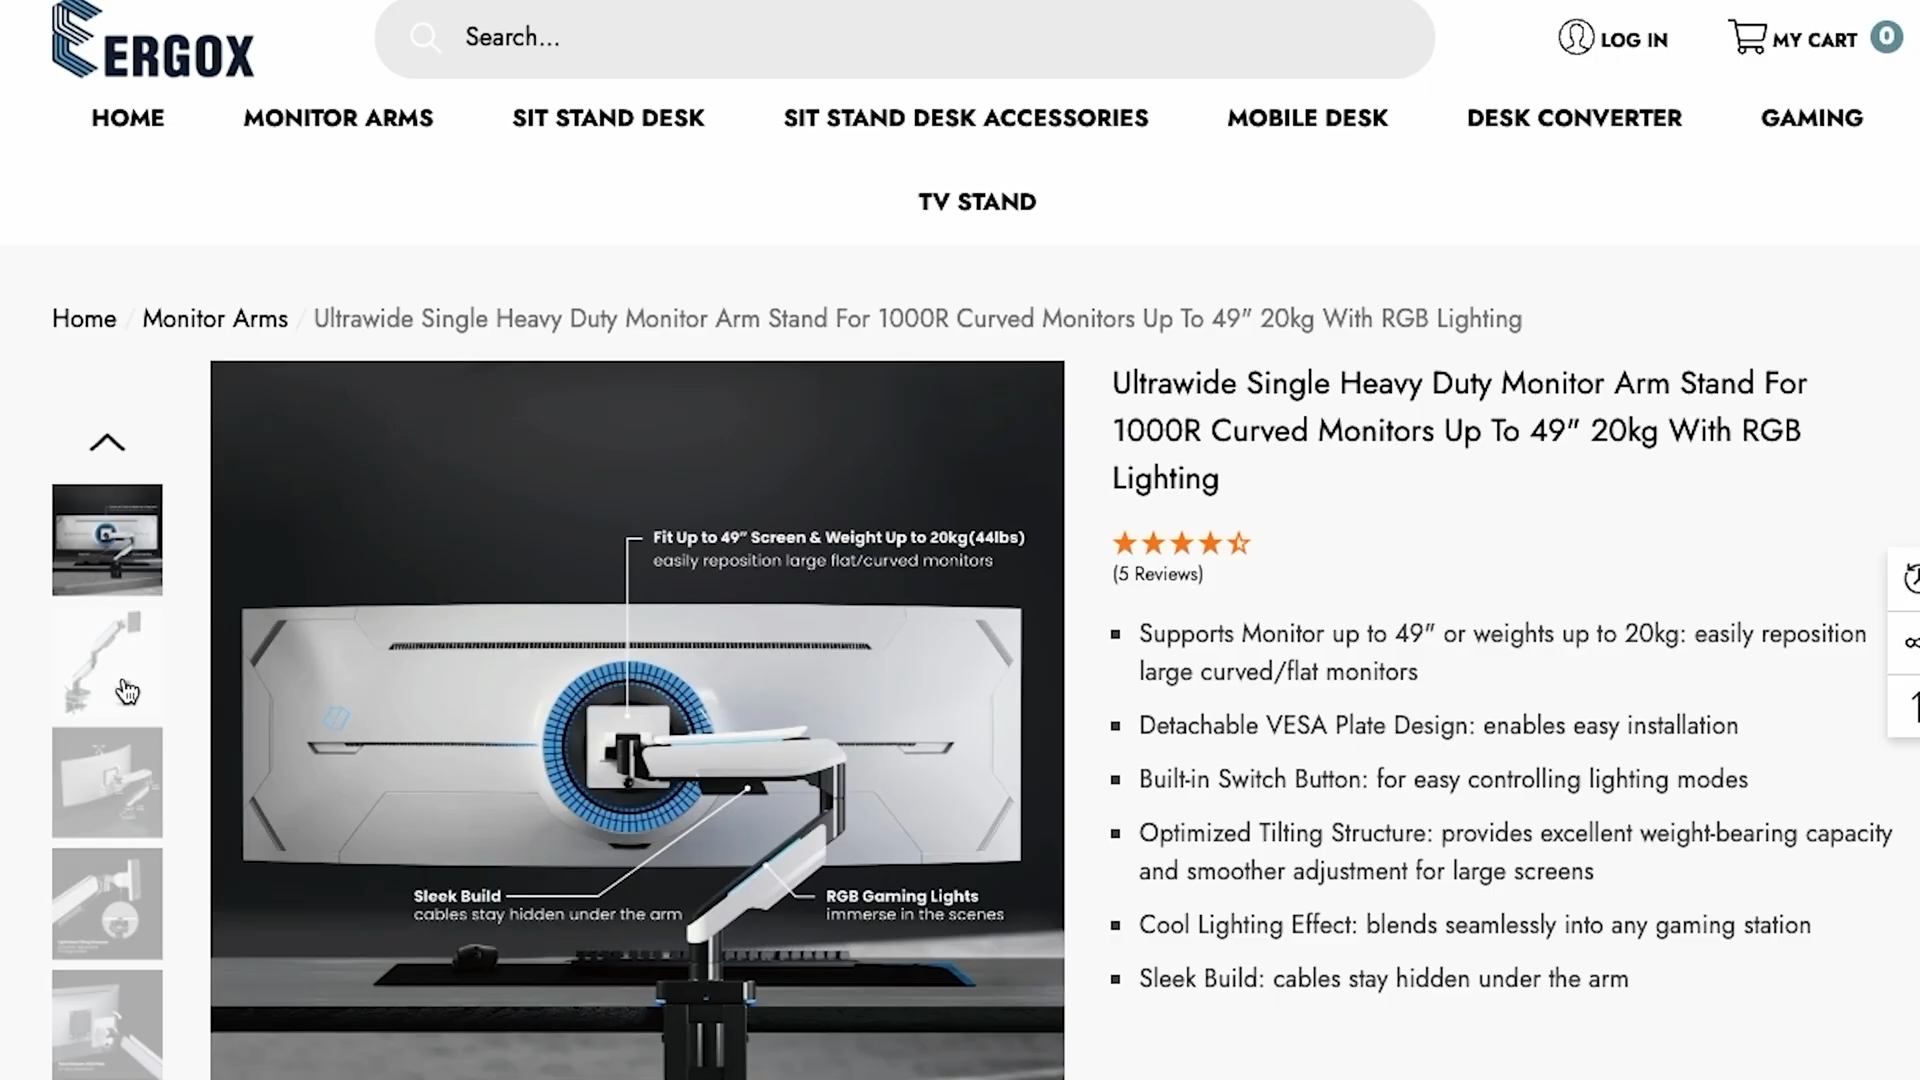 ERGOX
Search...
LOG IN
MY CART 0
HOME
MONITOR ARMS
SIT STAND DESK
SIT STAND DESK ACCESSORIES
MOBILE DESK
DESK CONVERTER
GAMING
TV STAND
Home / Monitor Arms / Ultrawide Single Heavy Duty Monitor Arm Stand For 1000R Curved Monitors Up To 49" 20kg With RGB Lighting
Fit Up to 49" Screen & Weight Up to 20kg(44lbs)
easily reposition large flat/curved monitors
Sleek Build
cables stay hidden under the arm
RGB Gaming Lights
immerse in the scenes
Ultrawide Single Heavy Duty Monitor Arm Stand For
1000R Curved Monitors Up To 49" 20kg With RGB
Lighting
(5 Reviews)
Supports Monitor up to 49" or weights up to 20kg: easily reposition
large curved/flat monitors
Detachable VESA Plate Design: enables easy installation
Built-in Switch Button: for easy controlling lighting modes
Optimized Tilting Structure: provides excellent weight-bearing capacity
and smoother adjustment for large screens
Cool Lighting Effect: blends seamlessly into any gaming station
Sleek Build: cables stay hidden under the arm